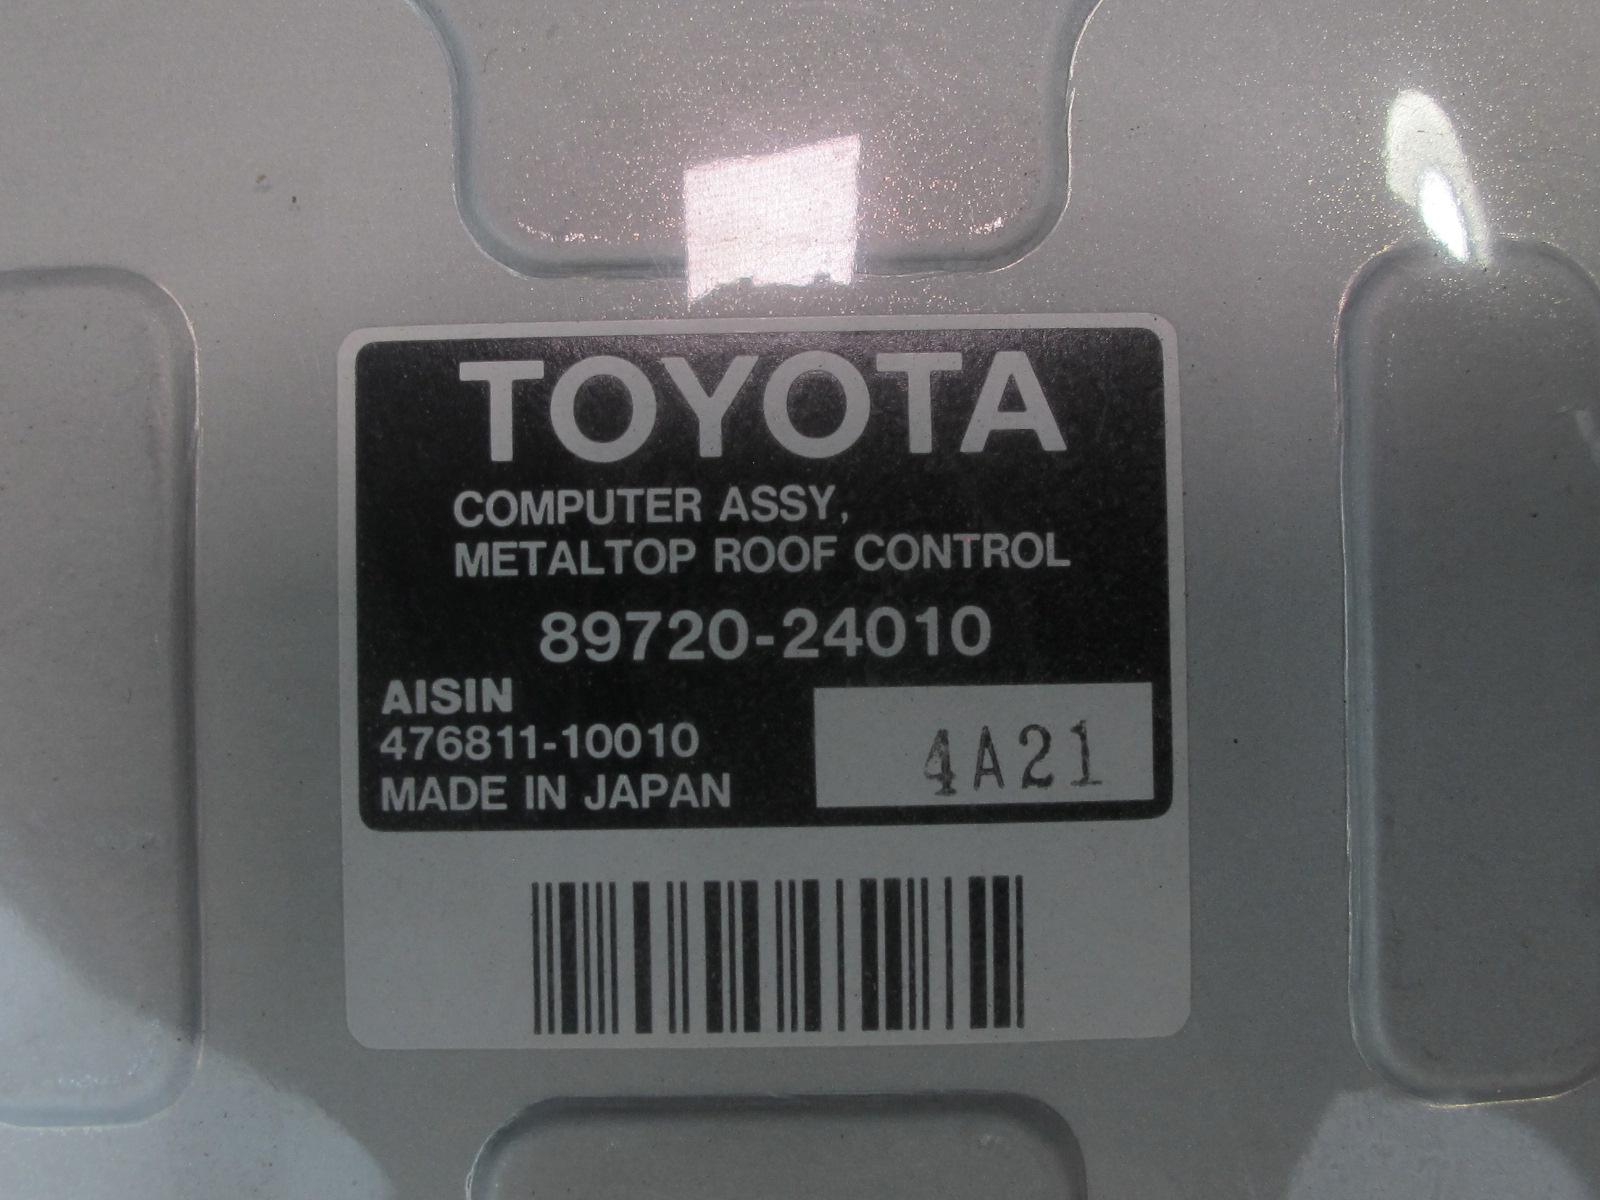 TOYOTA
COMPUTER ASSY,
METALTOP ROOF CONTROL
89720-24010
AISIN
476811-10010
MADE IN JAPAN
4A21